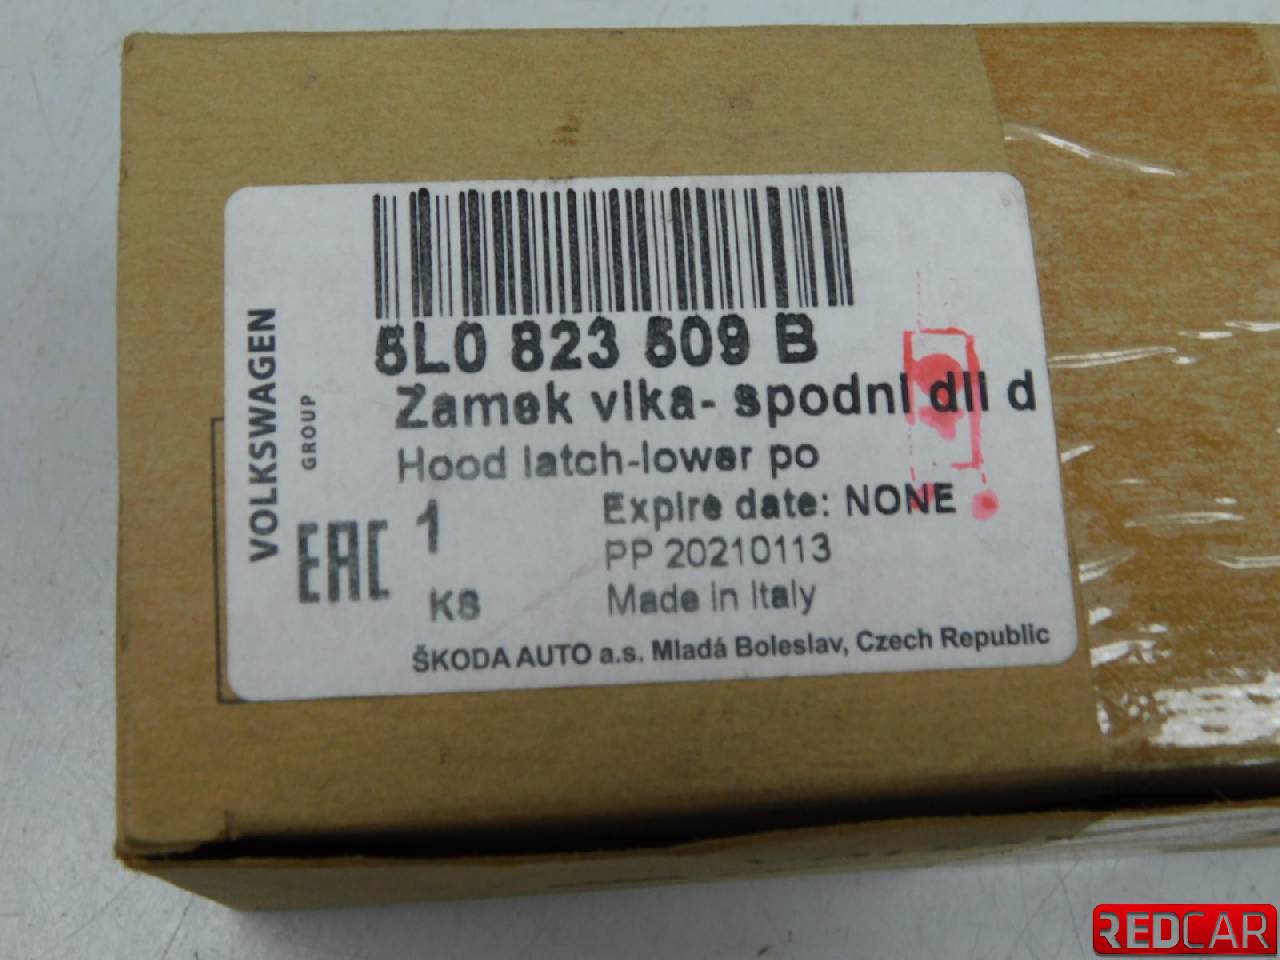 5L0 823 509 B
Zamek vika- spodni dli d
Hood latch-lower po
VOLKSWAGEN
GROUP
EAC
1
ks
Expire date: NONE
PP 20210113
Made in Italy
ŠKODA AUTO a.s. Mladá Boleslav, Czech Republic
REDCAR